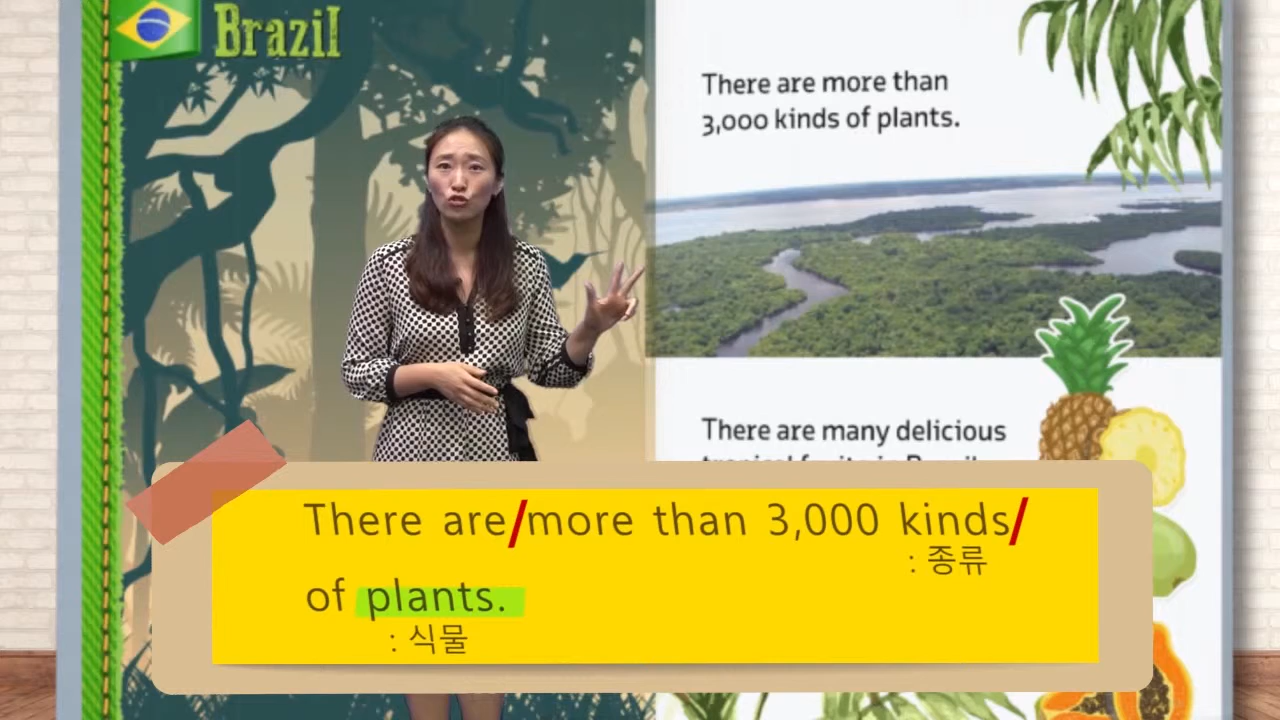 Brazil
There are more than
3,000 kinds of plants.
There are many delicious
There are/more than 3,000 kinds/
: 종류
of plants.
: 식물